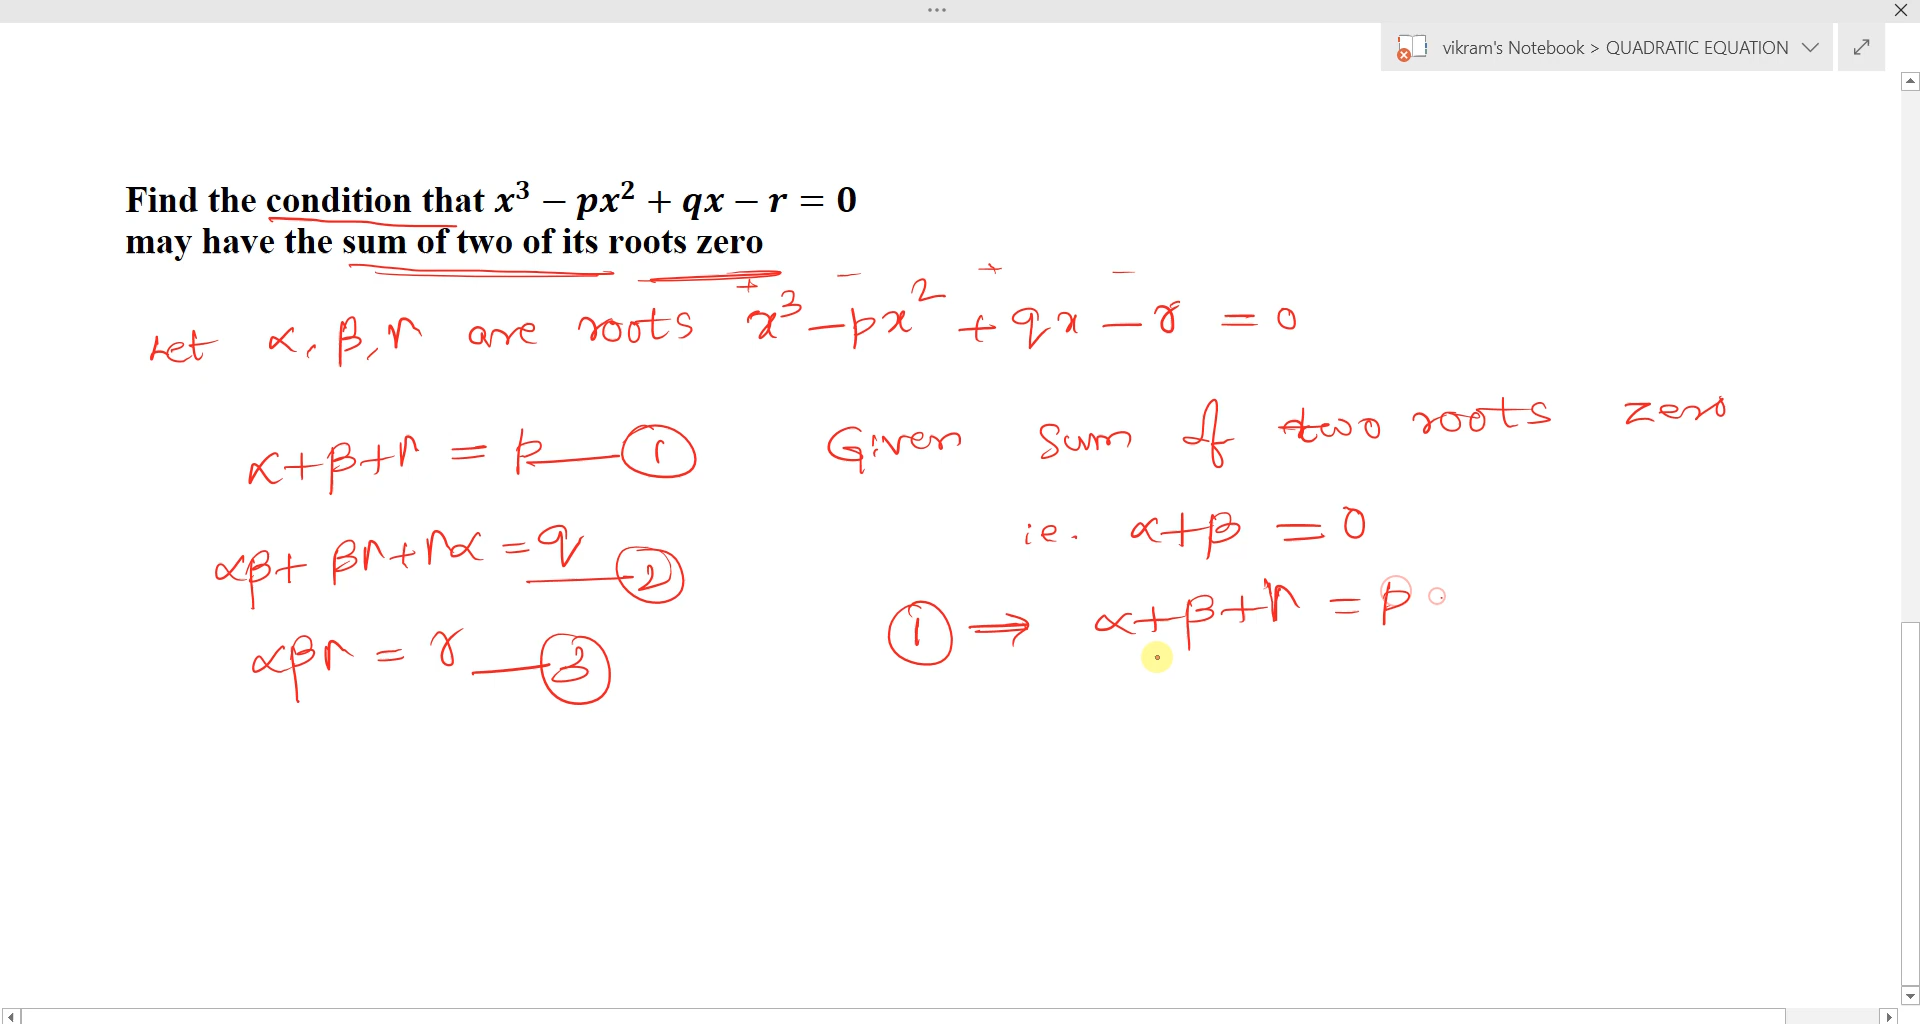 vikram's Notebook > QUADRATIC EQUATION
Find the condition that x³ − px² + qx − r = 0
may have the sum of two of its roots zero
+ − + −
Let α, β, γ are roots x³ − px² + qx − r = 0
α+β+γ = p — ①
Given sum of two roots zero
αβ + βγ + γα = q — ②
ie. α+β = 0
αβγ = r — ③
① ⇒ α+β+γ = p